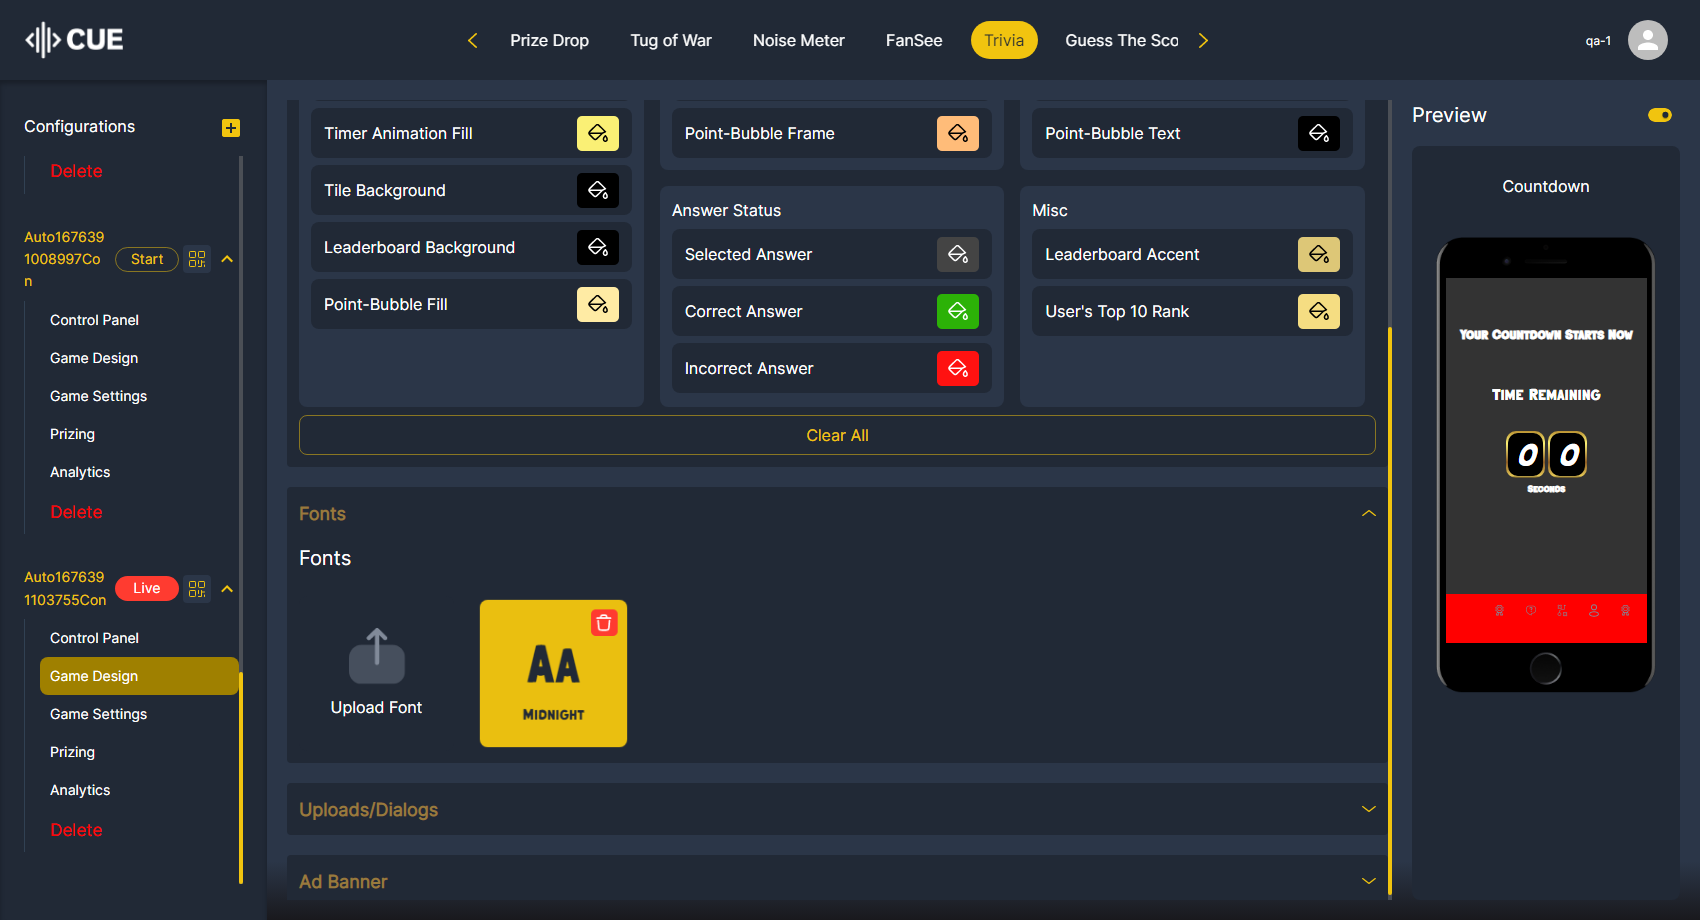 CUE
Prize Drop
Tug of War
Noise Meter
FanSee
Trivia
Guess The Sco
qa-1
Configurations
Delete
Auto167639
1008997Co
n
Start
Control Panel
Game Design
Game Settings
Prizing
Analytics
Delete
Auto167639
1103755Con
Live
Control Panel
Game Design
Game Settings
Prizing
Analytics
Delete
Timer Animation Fill
Tile Background
Leaderboard Background
Point-Bubble Fill
Point-Bubble Frame
Answer Status
Selected Answer
Correct Answer
Incorrect Answer
Point-Bubble Text
Misc
Leaderboard Accent
User's Top 10 Rank
Clear All
Fonts
Fonts
Upload Font
AA
MIDNIGHT
Uploads/Dialogs
Ad Banner
Preview
Countdown
Your Countdown Starts Now
Time Remaining
0 0
Seconds